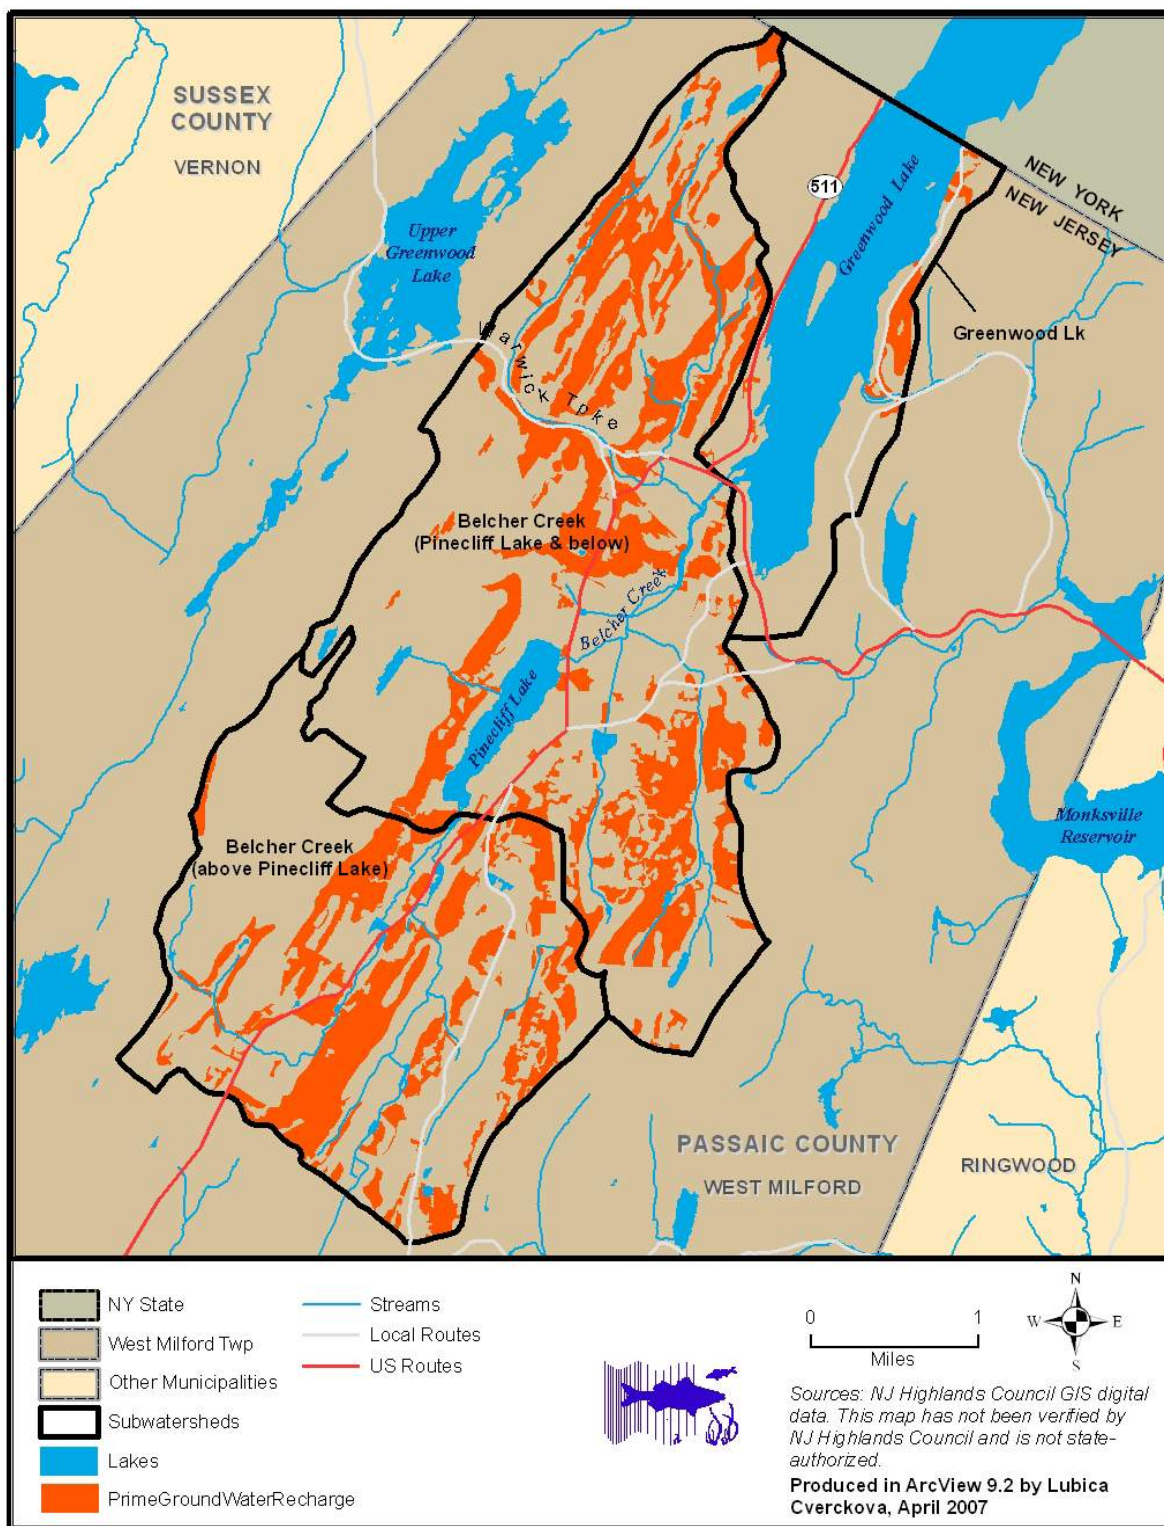 SUSSEX
COUNTY
VERNON
Upper
Greenwood
Lake
511
Greenwood Lake
NEW YORK
NEW JERSEY
Greenwood Lk
Warwick Tpke
Belcher Creek
(Pinecliff Lake & below)
Belcher Creek
Pinecliff Lake
Belcher Creek
(above Pinecliff Lake)
Monksville
Reservoir
PASSAIC COUNTY
WEST MILFORD
RINGWOOD
NY State
West Milford Twp
Other Municipalities
Subwatersheds
Lakes
PrimeGroundWaterRecharge
Streams
Local Routes
US Routes
0 1
Miles
N
W E
S
Sources: NJ Highlands Council GIS digital
data. This map has not been verified by
NJ Highlands Council and is not state-
authorized.
Produced in ArcView 9.2 by Lubica
Cverckova, April 2007